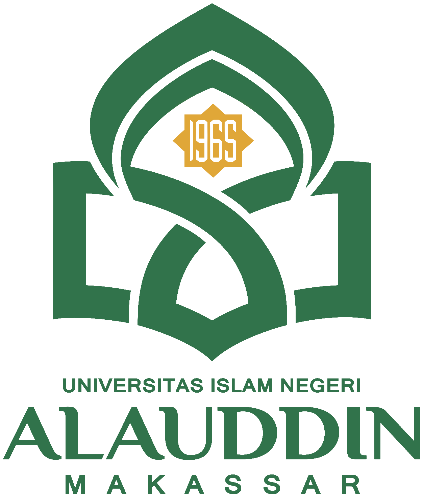 1965
UNIVERSITAS ISLAM NEGERI
ALAUDDIN
MAKASSAR